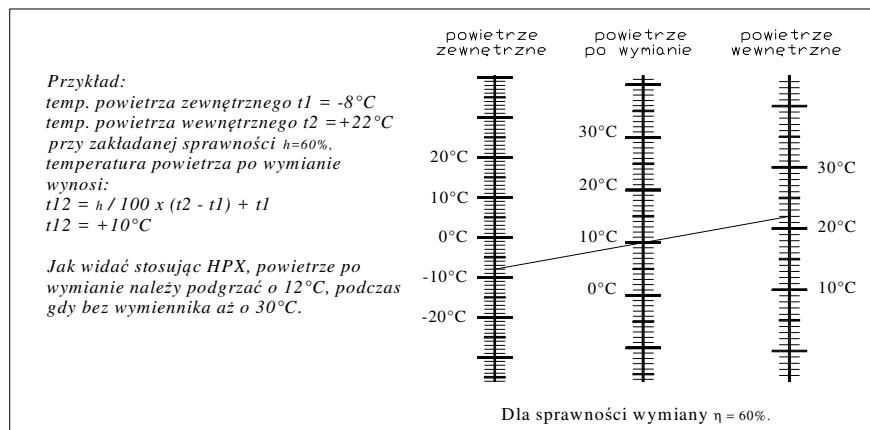 powietrze
zewnętrzne
powietrze
po wymianie
powietrze
wewnętrzne
Przykład:
temp. powietrza zewnętrznego t1 = -8°C
temp. powietrza wewnętrznego t2 =+22°C
przy zakładanej sprawności h=60%,
temperatura powietrza po wymianie
wynosi:
t12 = h / 100 x (t2 - t1) + t1
t12 = +10°C
Jak widać stosując HPX, powietrze po
wymianie należy podgrzać o 12°C, podczas
gdy bez wymiennika aż o 30°C.
20°C
10°C
0°C
-10°C
-20°C
30°C
20°C
10°C
0°C
30°C
20°C
10°C
Dla sprawności wymiany η = 60%.